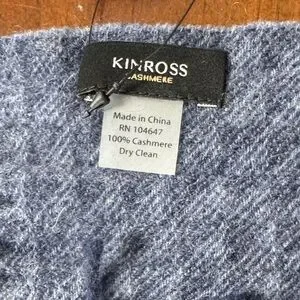 KINROSS
CASHMERE
Made in China
RN 104647
100% Cashmere
Dry Clean